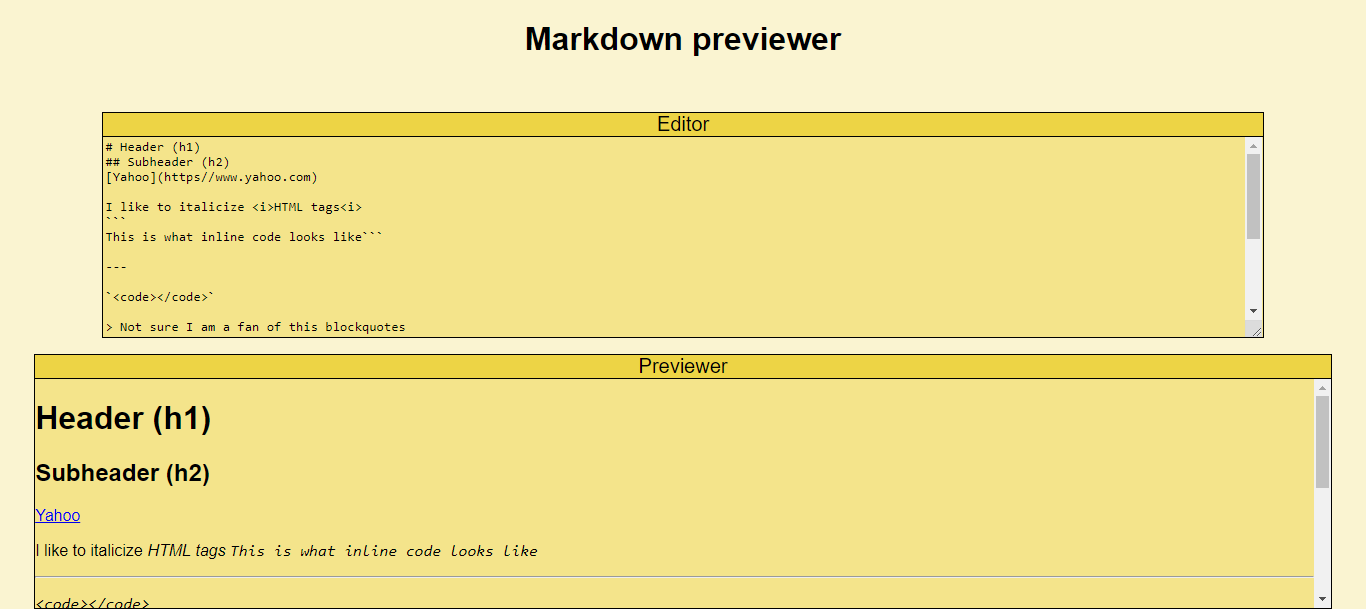 Markdown previewer
Editor
# Header (h1)
## Subheader (h2)
[Yahoo](https//www.yahoo.com)
I like to italicize <i>HTML tags<i>
```
This is what inline code looks like```
---
`<code></code>`
> Not sure I am a fan of this blockquotes
Previewer
Header (h1)
Subheader (h2)
Yahoo
I like to italicize HTML tags This is what inline code looks like
<code></code>